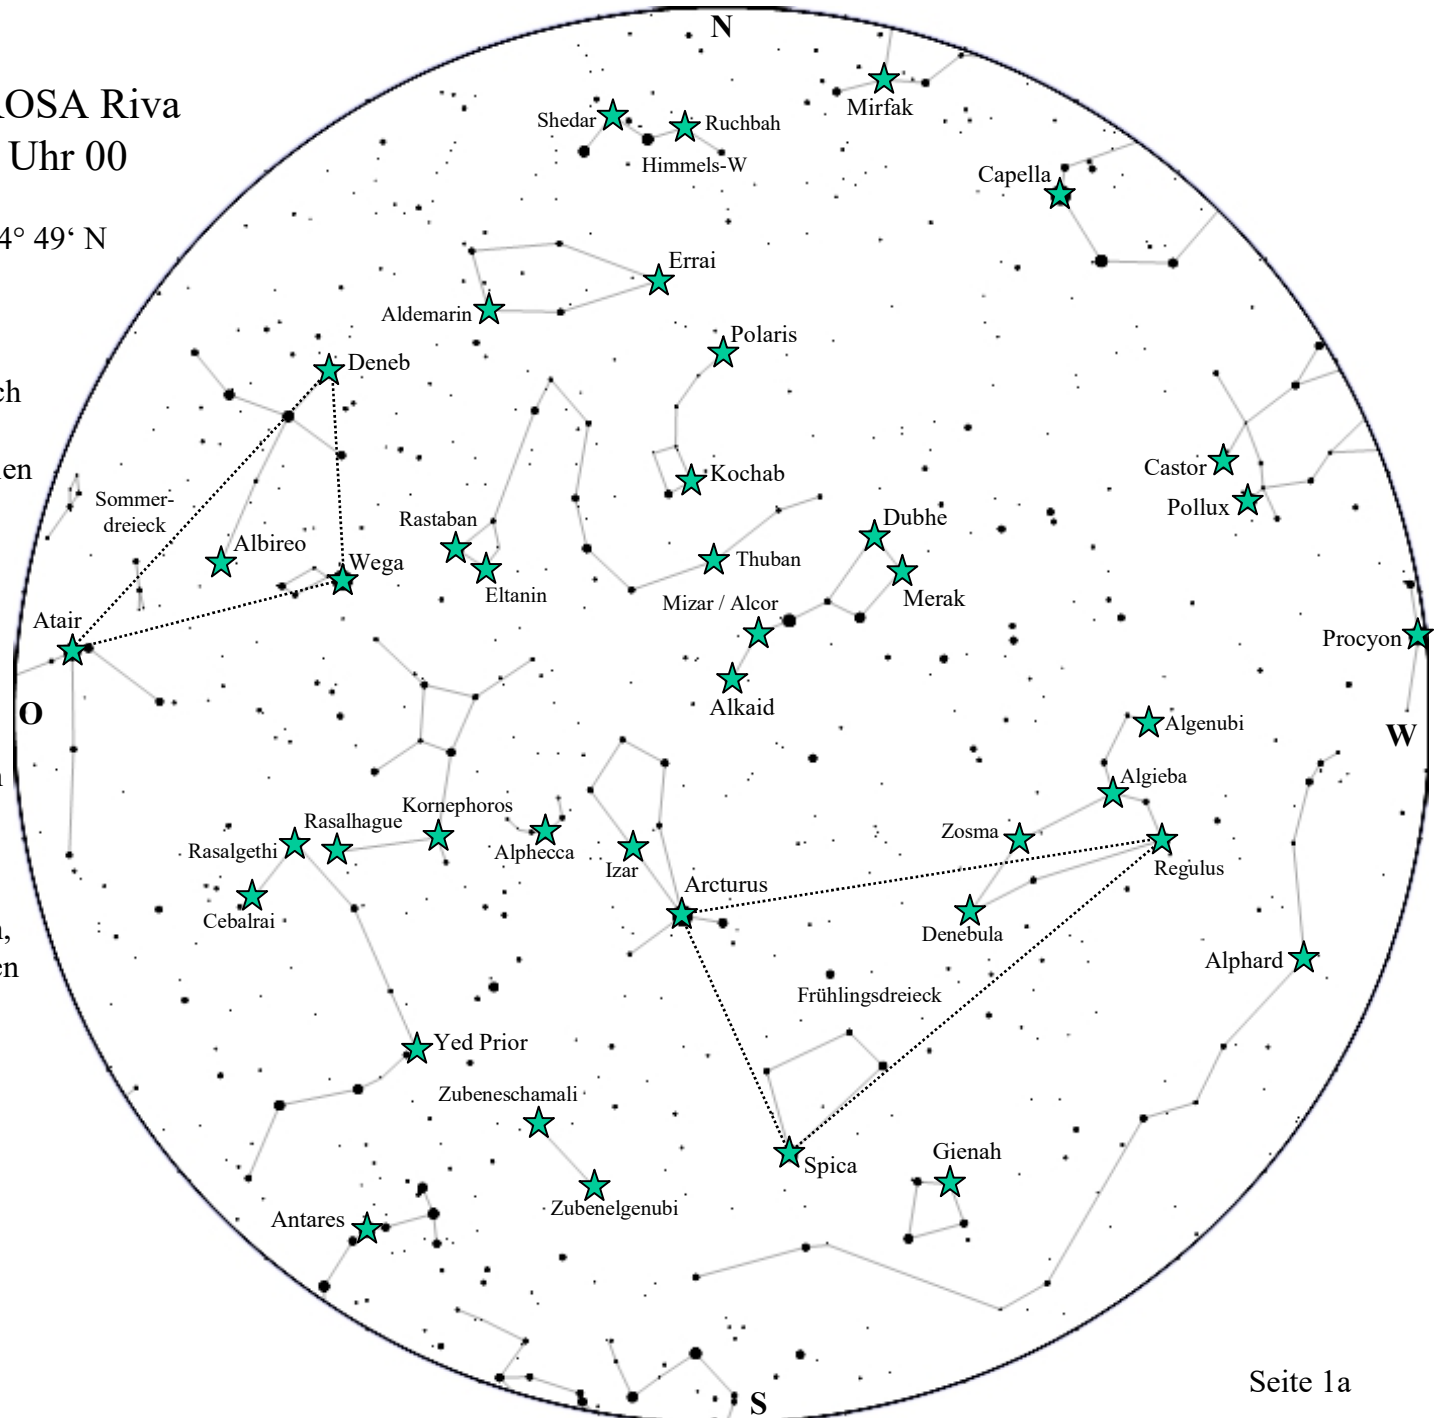 N
ROSA Riva
Uhr 00
4° 49‘ N
Mirfak
Shedar
Ruchbah
Himmels-W
Capella
Errai
Aldemarin
Polaris
Deneb
ch
Castor
Kochab
Pollux
Sommer-
dreieck
Rastaban
Dubhe
Albireo
Wega
Thuban
Eltanin
Mizar / Alcor
Merak
Atair
Procyon
Alkaid
O
Algenubi
W
Algieba
Kornephoros
Rasalhague
Zosma
Rasalgethi
Alphecca
Izar
Regulus
Arcturus
Cebalrai
Denebula
en
Alphard
Frühlingsdreieck
Yed Prior
Zubeneschamali
Gienah
Spica
Zubenelgenubi
Antares
Seite 1a
S